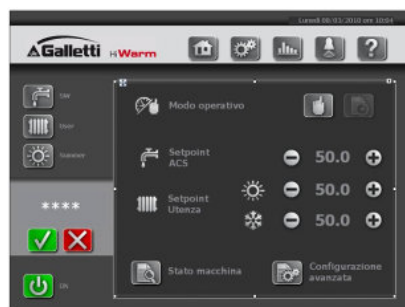 Lunedì 08/03/2010 ore 10:04
Galletti HiWarm
?
SW
Modo operativo
User
Summer
Setpoint
ACS
50.0
50.0
Setpoint
Utenza
50.0
****
Stato macchina
Configurazione
avanzata
ON